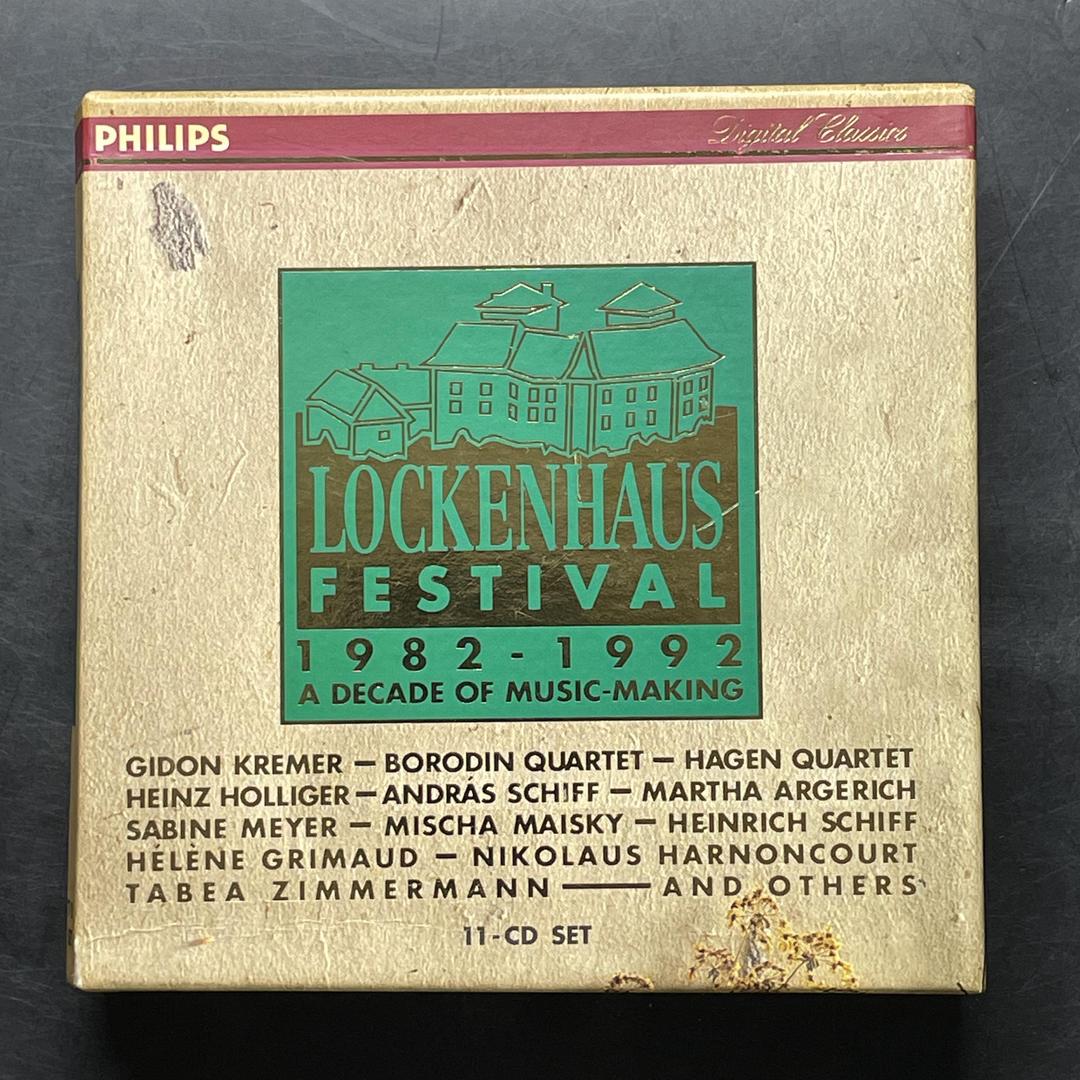 PHILIPS Digital Classics
LOCKENHAUS
FESTIVAL
1982-1992
A DECADE OF MUSIC-MAKING
GIDON KREMER — BORODIN QUARTET — HAGEN QUARTET
HEINZ HOLLIGER — ANDRÁS SCHIFF — MARTHA ARGERICH
SABINE MEYER — MISCHA MAISKY — HEINRICH SCHIFF
HÉLÈNE GRIMAUD — NIKOLAUS HARNONCOURT
TABEA ZIMMERMANN — AND OTHERS
11-CD SET